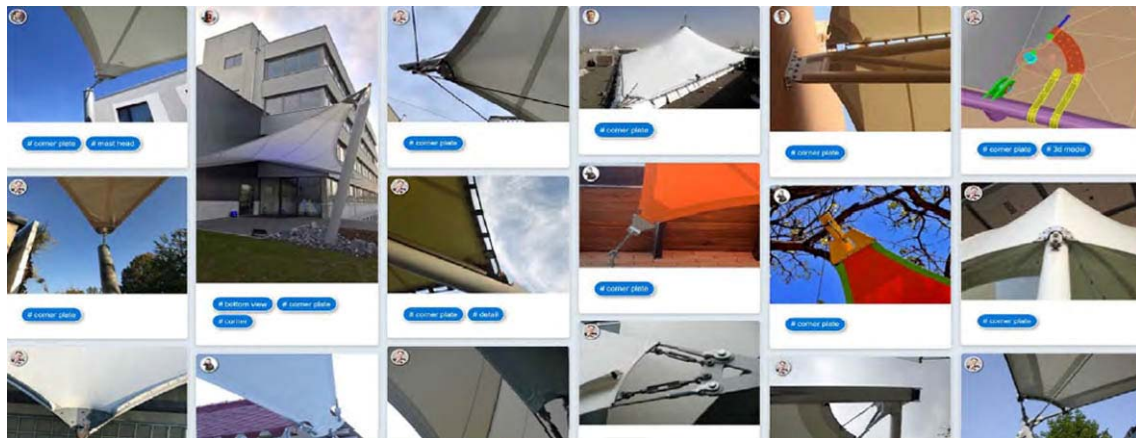 # corner plate # mast head
# corner plate
# bottom view # corner plate
# corner
# corner plate
# corner plate # detail
# corner plate
# corner plate
# corner plate
# corner plate
# corner plate # 3d model
# corner plate